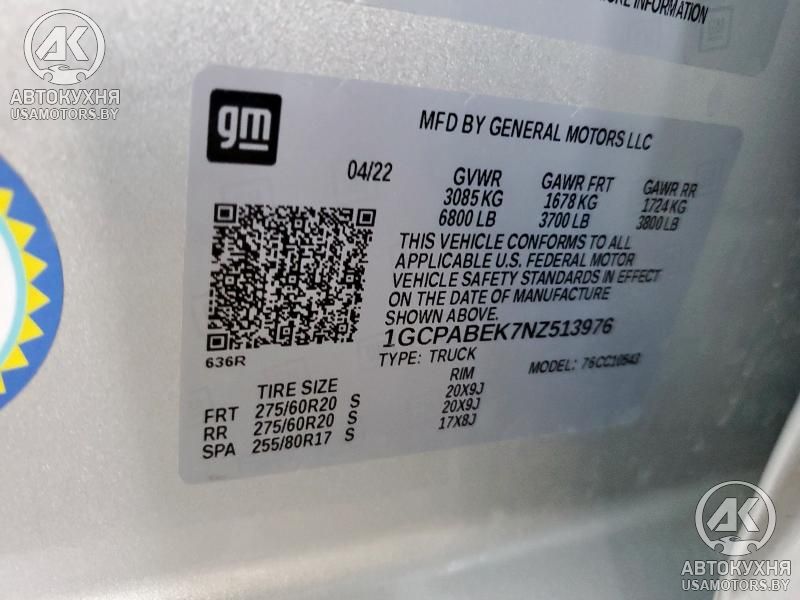 MORE INFORMATION
АВТОКУХНЯ
USAMOTORS.BY
gm
MFD BY GENERAL MOTORS LLC
04/22 GVWR GAWR FRT GAWR RR
3085 KG 1678 KG 1724 KG
6800 LB 3700 LB 3800 LB
THIS VEHICLE CONFORMS TO ALL
APPLICABLE U.S. FEDERAL MOTOR
VEHICLE SAFETY STANDARDS IN EFFECT
ON THE DATE OF MANUFACTURE
SHOWN ABOVE.
1GCPABEK7NZ513976
636R TYPE: TRUCK MODEL: 76CC10543
TIRE SIZE RIM
FRT 275/60R20 S 20X9J
RR 275/60R20 S 20X9J
SPA 255/80R17 S 17X8J
АВТОКУХНЯ
USAMOTORS.BY